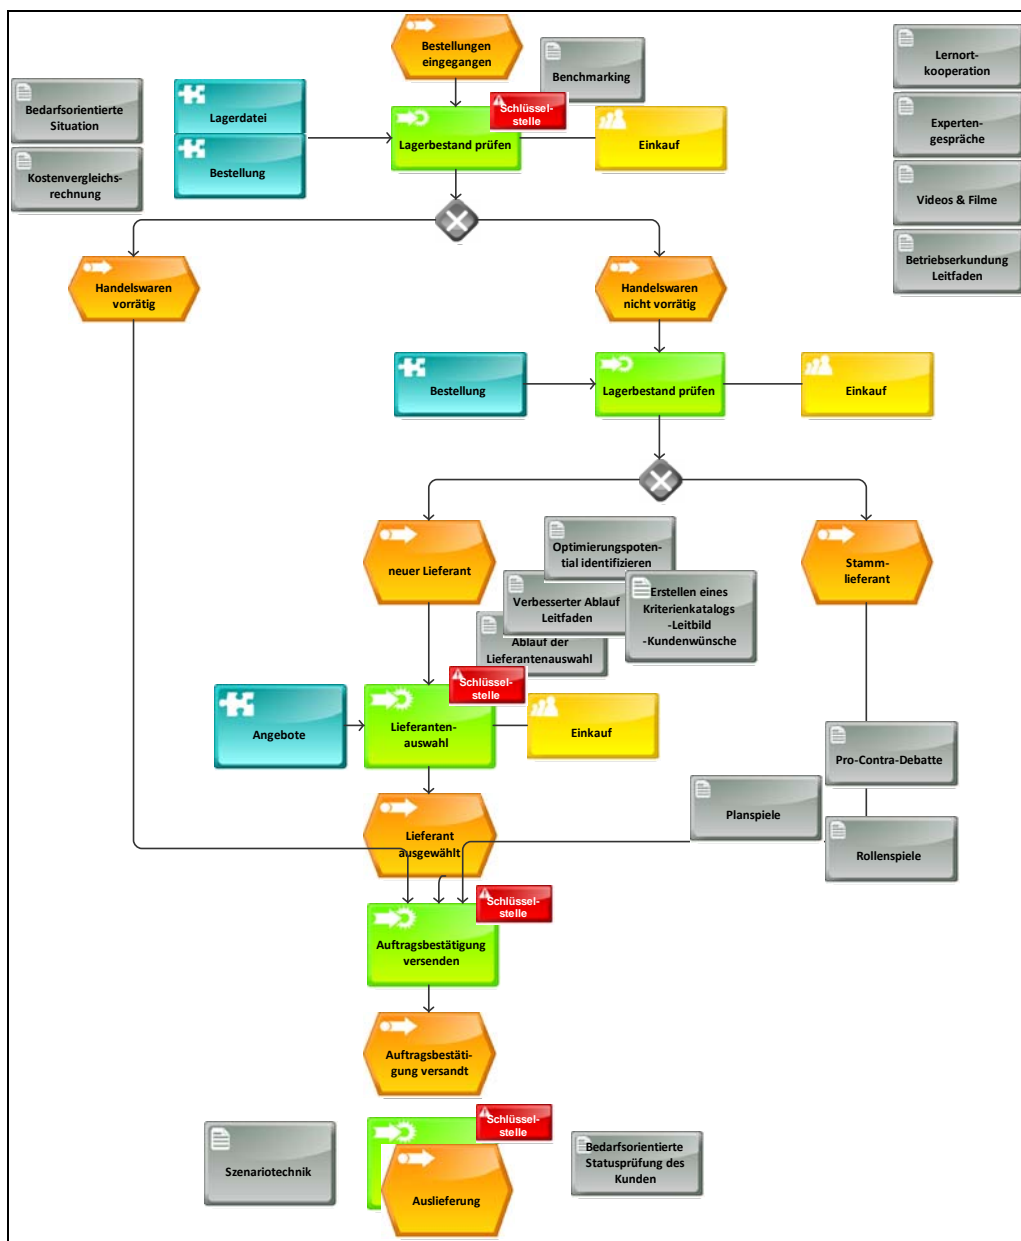 Bestellungen
eingegangen
Benchmarking
Lernort-
kooperation
Bedarfsorientierte
Situation
Lagerdatei
Schlüssel-
stelle
Lagerbestand prüfen
Einkauf
Experten-
gespräche
Kostenvergleichs-
rechnung
Bestellung
Videos & Filme
Betriebserkundung
Leitfaden
Handelswaren
vorrätig
Handelswaren
nicht vorrätig
Bestellung
Lagerbestand prüfen
Einkauf
neuer Lieferant
Optimierungspoten-
tial identifizieren
Stamm-
lieferant
Verbesserter Ablauf
Leitfaden
Erstellen eines
Kriterienkatalogs
-Leitbild
-Kundenwünsche
Ablauf der
Lieferantenauswahl
Schlüssel-
stelle
Angebote
Lieferanten-
auswahl
Einkauf
Pro-Contra-Debatte
Planspiele
Lieferant
ausgewählt
Rollenspiele
Schlüssel-
stelle
Auftragsbestätigung
versenden
Auftragsbestäti-
gung versandt
Schlüssel-
stelle
Szenariotechnik
Auslieferung
Bedarfsorientierte
Statusprüfung des
Kunden